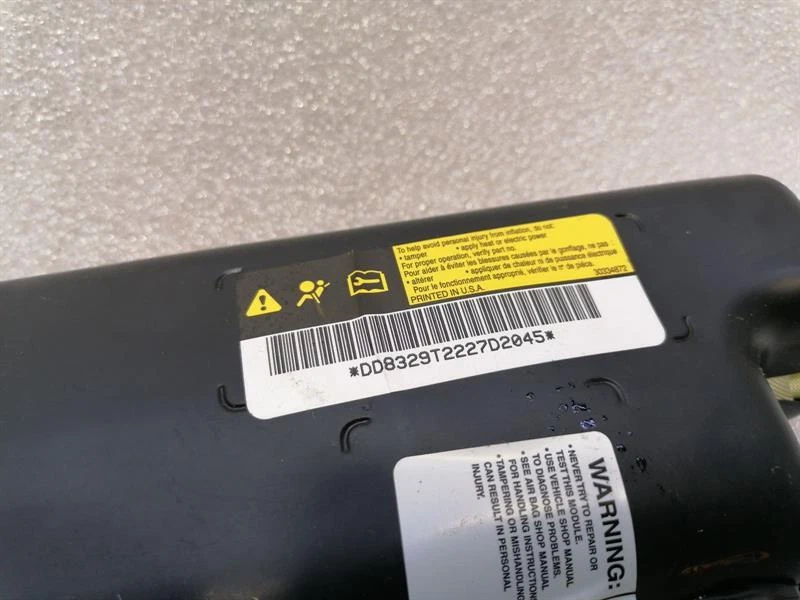 To help avoid personal injury from inflation, do not:
• tamper • apply heat or electric power
For proper operation, verify part no.
Pour aider à éviter les blessures causées par le gonflage, ne pas
• altérer • appliquer de chaleur ni de puissance électrique
Pour le fonctionnement approprié, vérifier le n° de pièce.
PRINTED IN U.S.A. 30334872
*DD8329T2227D2045*
WARNING:
•NEVER TRY TO REPAIR OR
TEST THIS MODULE.
•USE VEHICLE SHOP MANUAL
TO DIAGNOSE PROBLEMS.
•SEE AIR BAG SHOP MANUAL
FOR HANDLING INSTRUCTIONS
•TAMPERING OR MISHANDLING
CAN RESULT IN PERSONAL
INJURY.